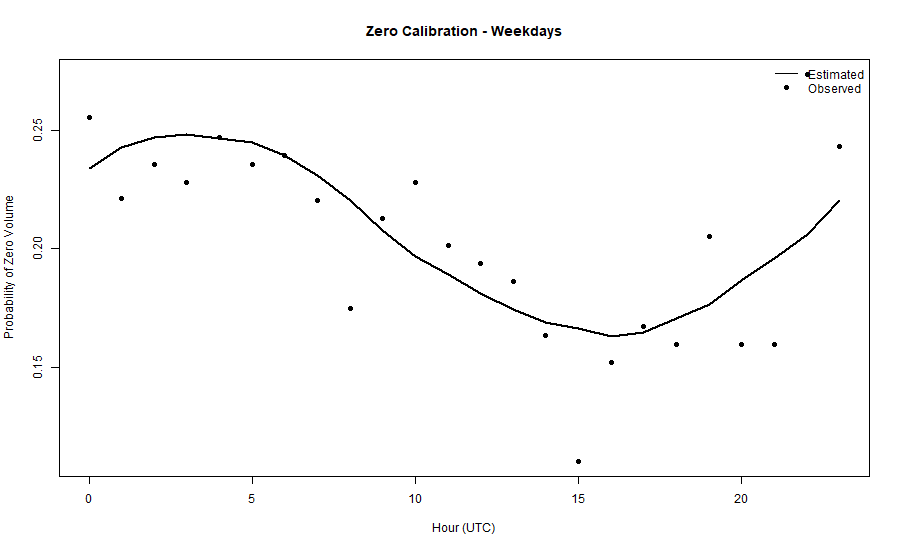 Zero Calibration - Weekdays
Estimated
Observed
0.25
0.20
0.15
Probability of Zero Volume
0
5
10
15
20
Hour (UTC)